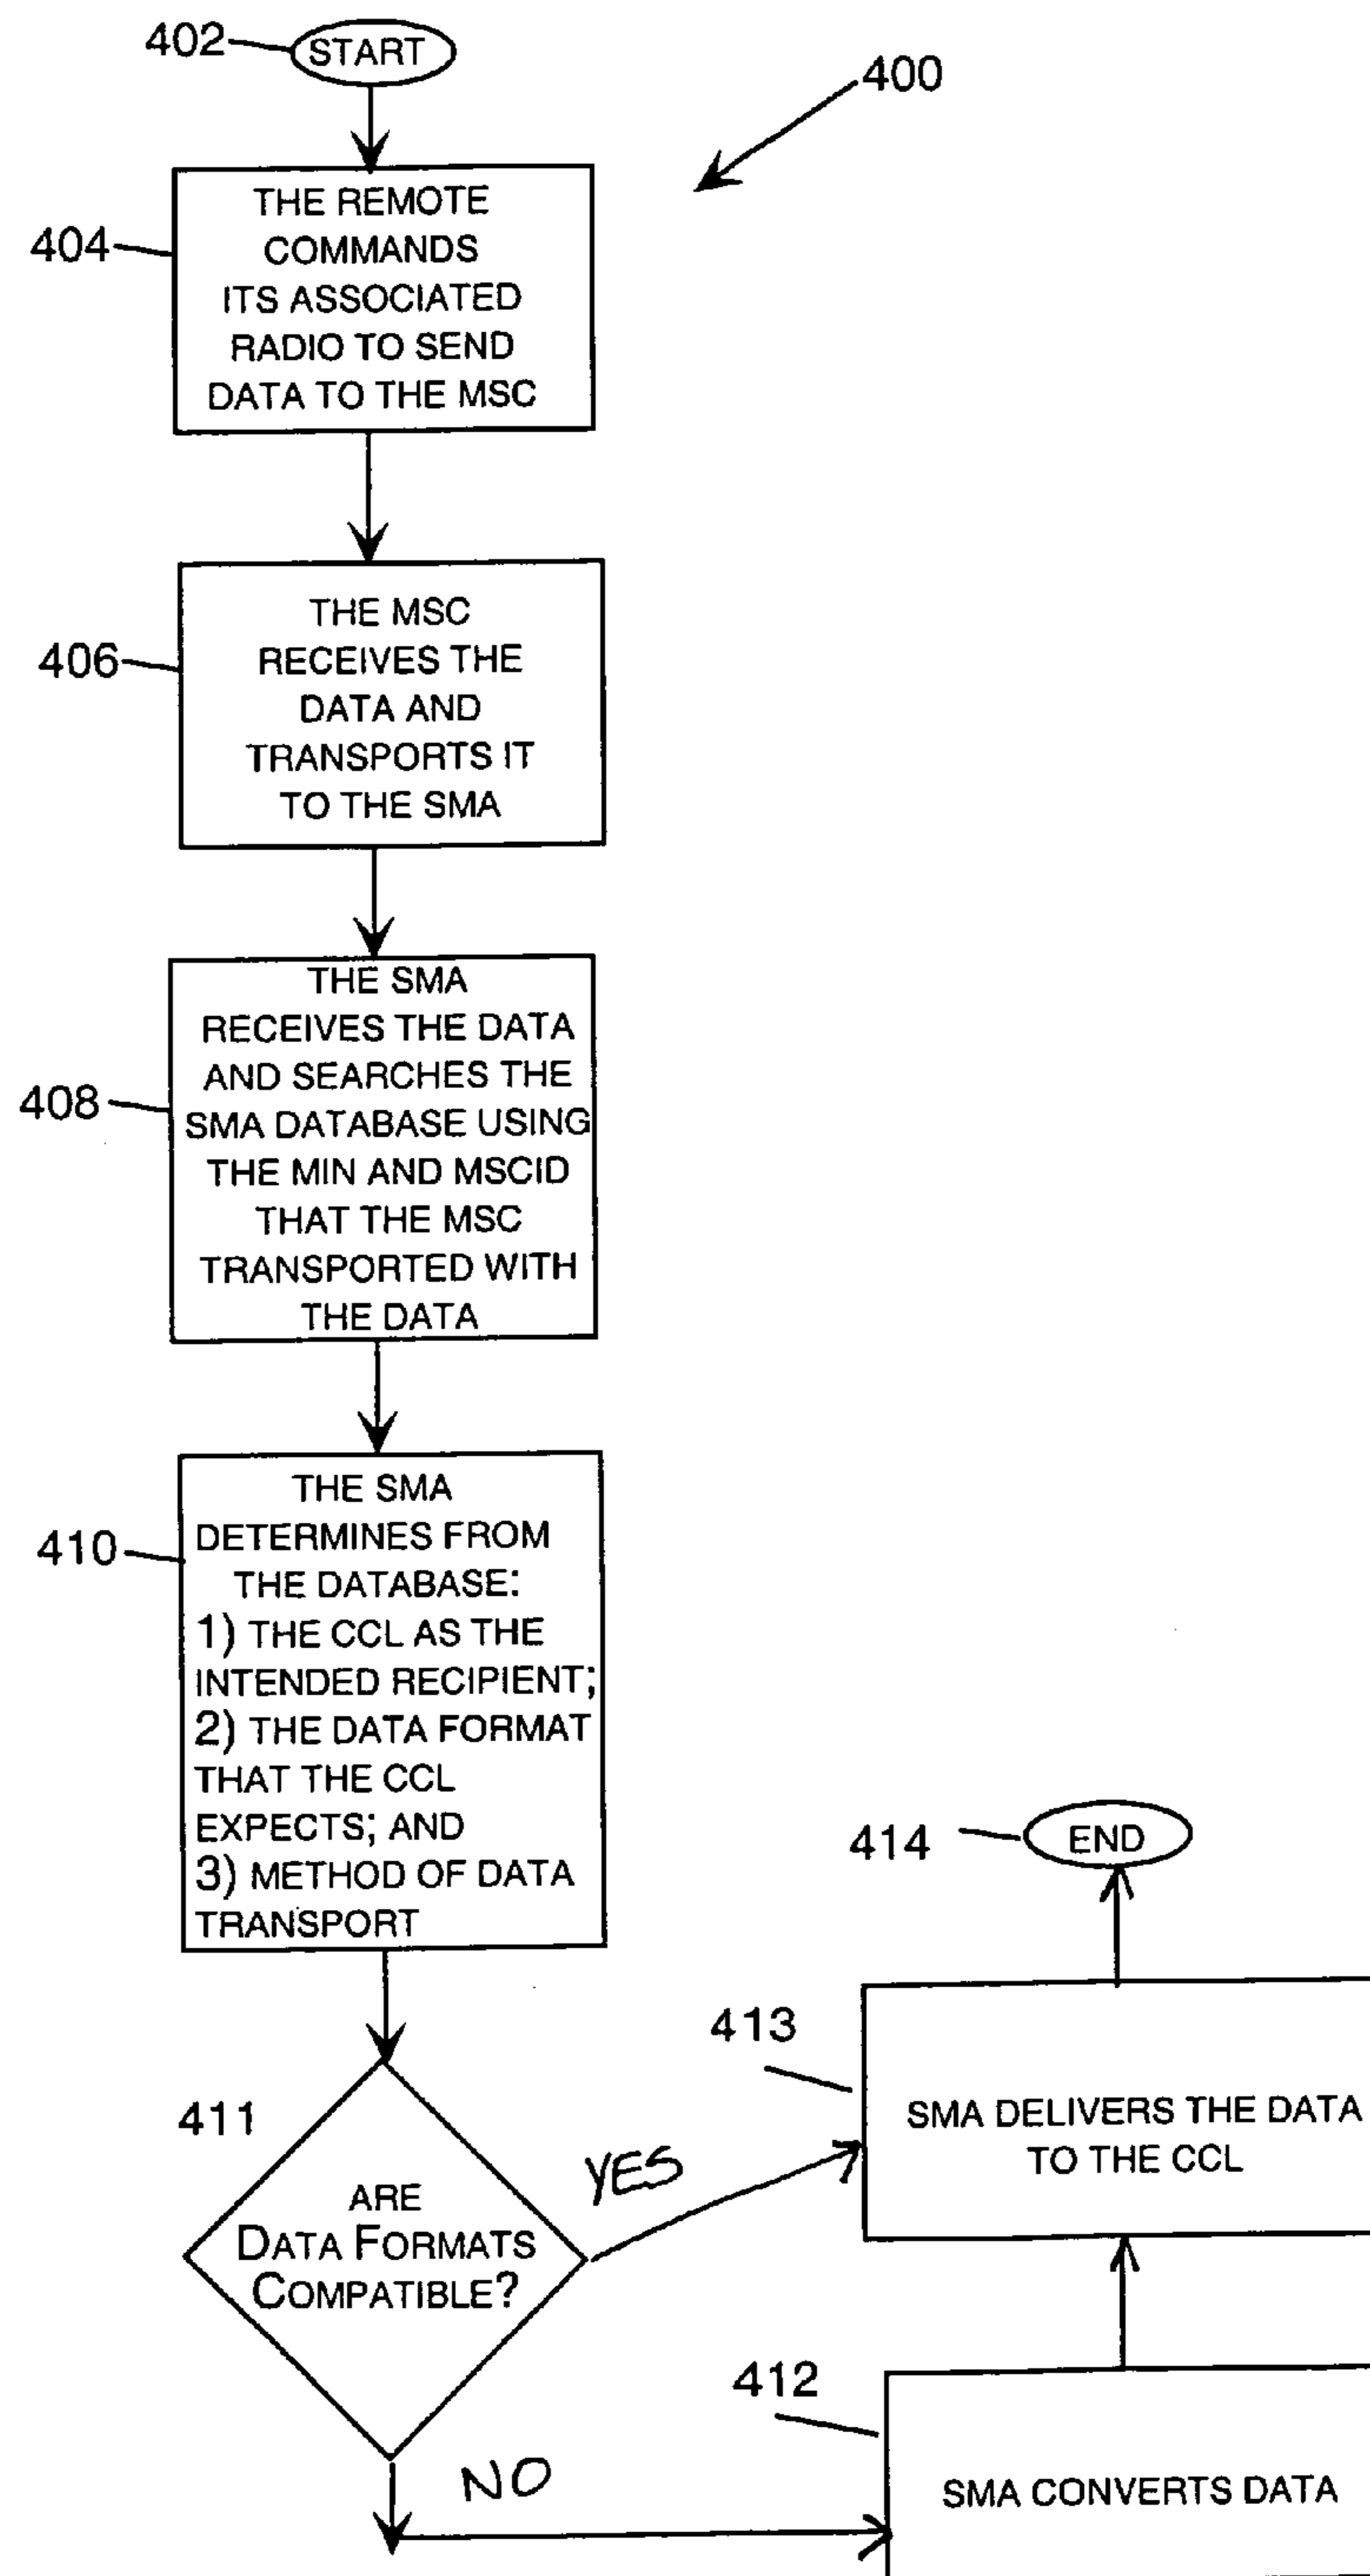 402
START
400
404
THE REMOTE
COMMANDS
ITS ASSOCIATED
RADIO TO SEND
DATA TO THE MSC
406
THE MSC
RECEIVES THE
DATA AND
TRANSPORTS IT
TO THE SMA
408
THE SMA
RECEIVES THE DATA
AND SEARCHES THE
SMA DATABASE USING
THE MIN AND MSCID
THAT THE MSC
TRANSPORTED WITH
THE DATA
410
THE SMA
DETERMINES FROM
THE DATABASE:
1) THE CCL AS THE
INTENDED RECIPIENT;
2) THE DATA FORMAT
THAT THE CCL
EXPECTS; AND
3) METHOD OF DATA
TRANSPORT
411
ARE
DATA FORMATS
COMPATIBLE?
YES
NO
412
SMA CONVERTS DATA
413
SMA DELIVERS THE DATA
TO THE CCL
414
END